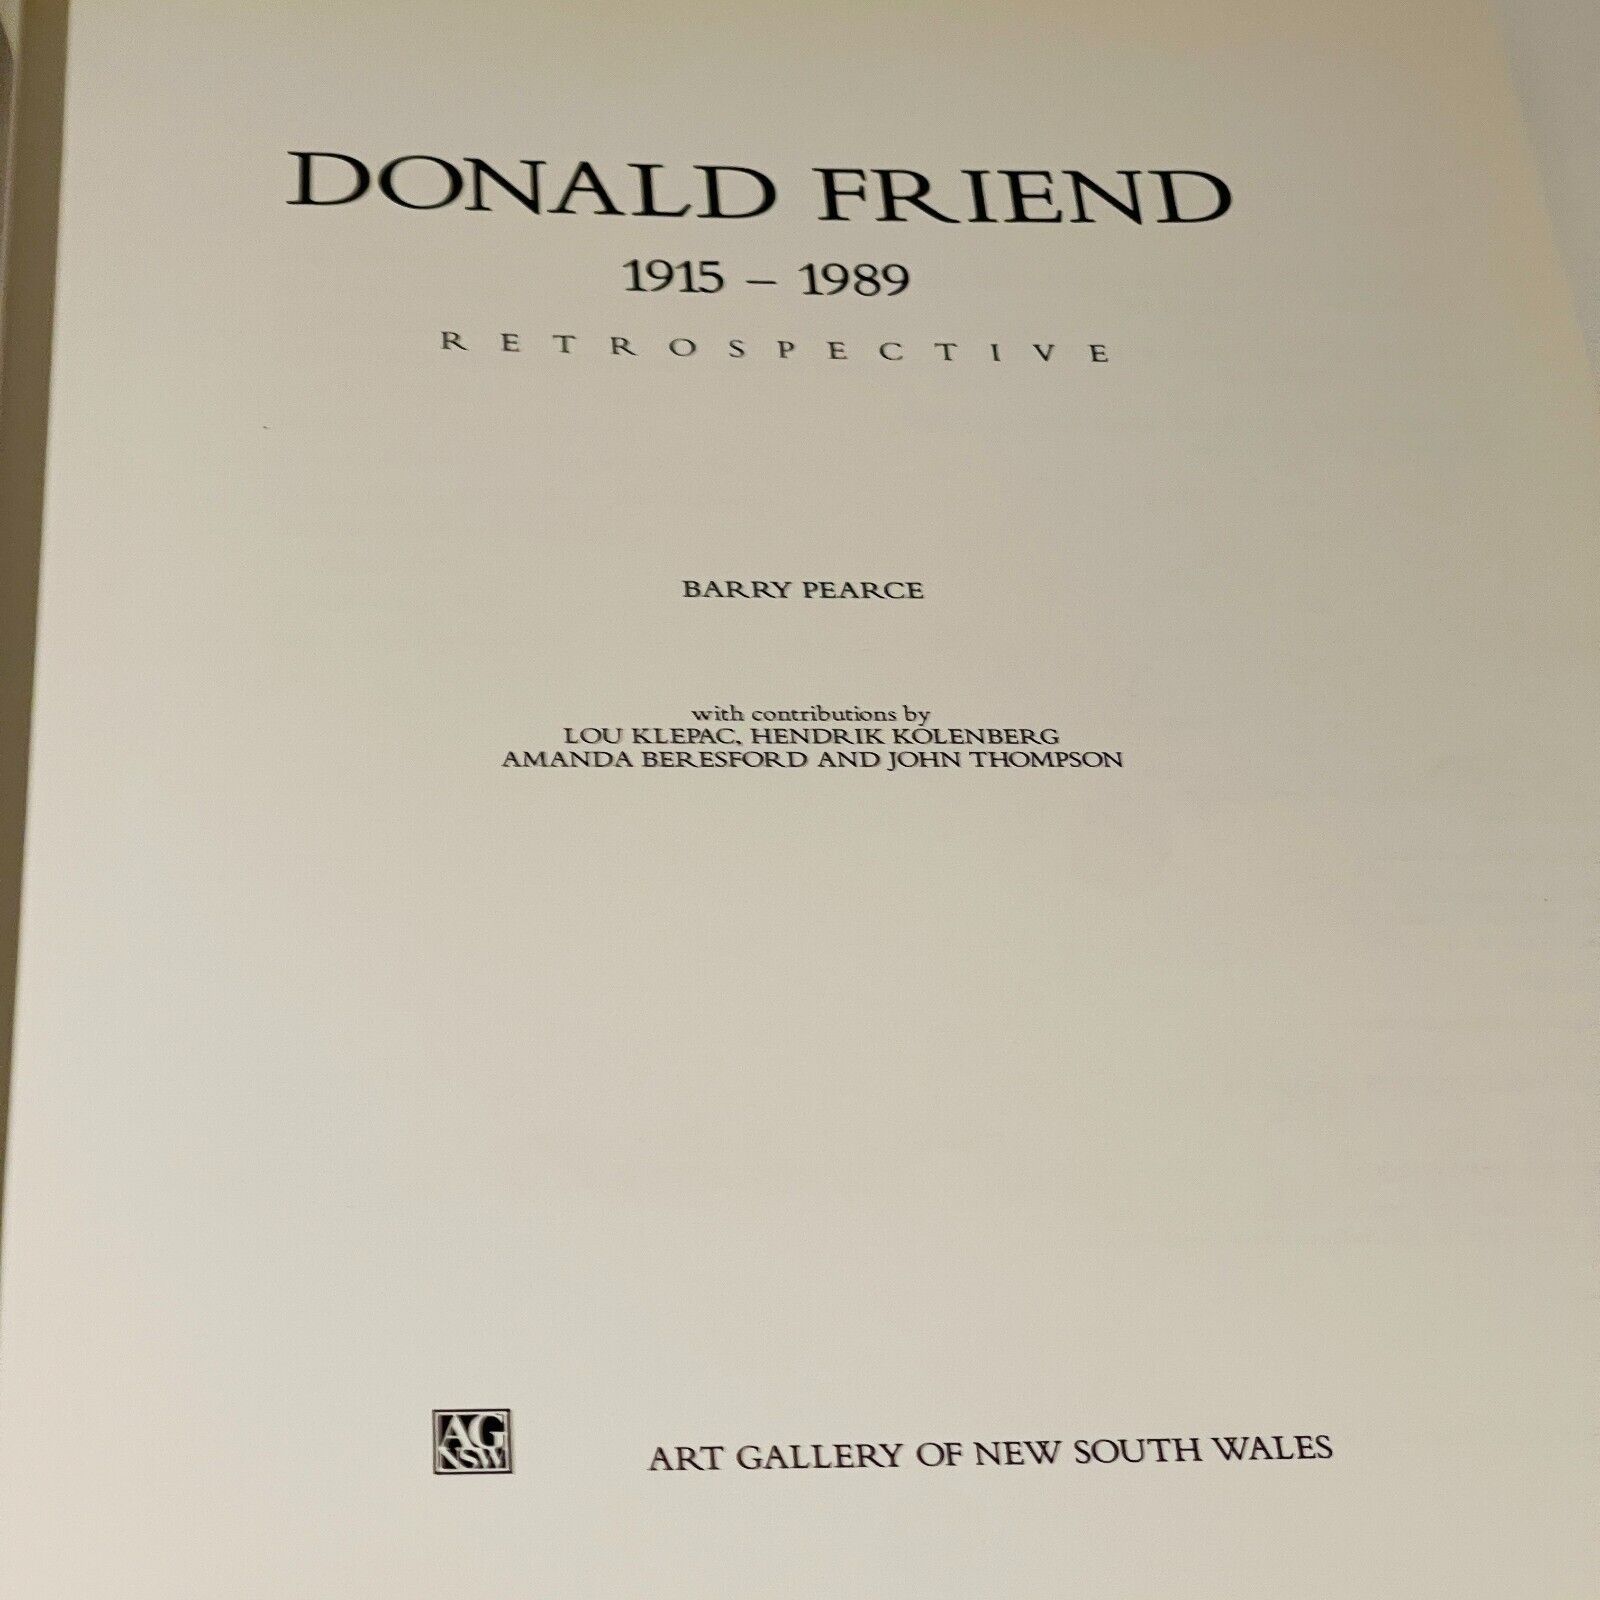 DONALD FRIEND
1915 – 1989
RETROSPECTIVE
BARRY PEARCE
with contributions by
LOU KLEPAC, HENDRIK KOLENBERG
AMANDA BERESFORD AND JOHN THOMPSON
AG
NSW
ART GALLERY OF NEW SOUTH WALES